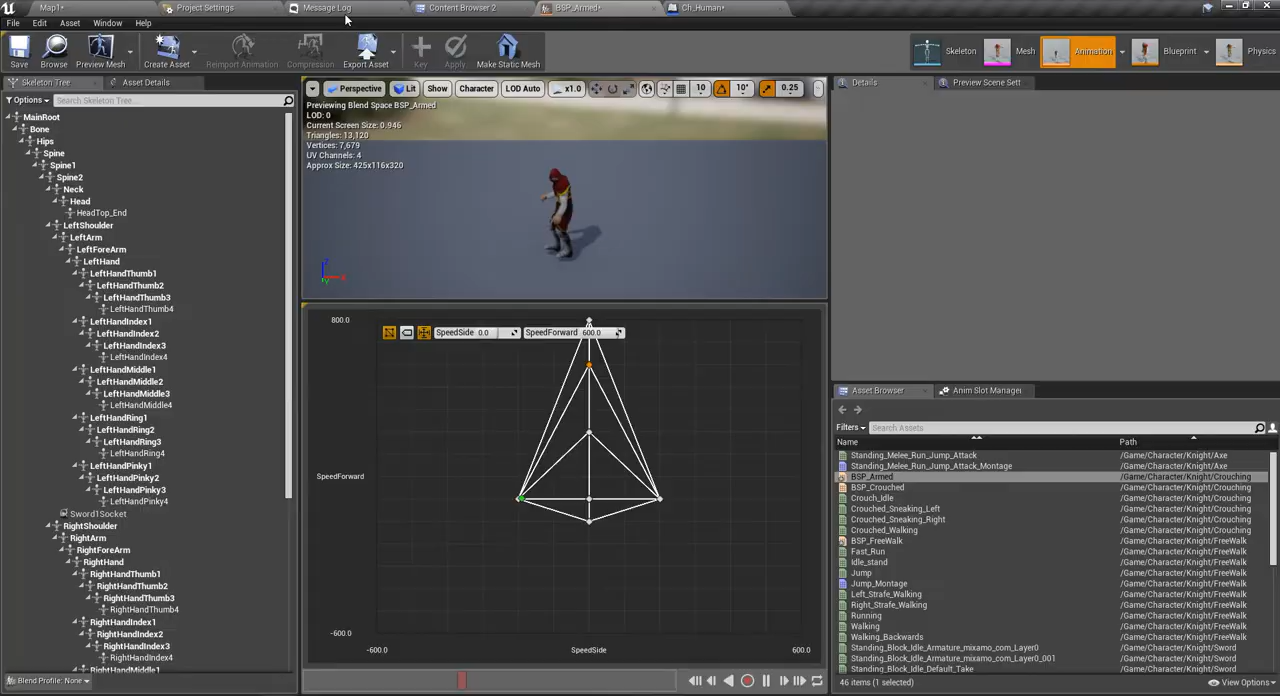 Map1*
Project Settings
Message Log
Content Browser 2
BSP_Armed*
Ch_Human*
File Edit Asset Window Help
Save
Browse
Preview Mesh
Create Asset
Reimport Animation
Compression
Export Asset
Key
Apply
Make Static Mesh
Skeleton
Mesh
Animation
Blueprint
Physics
Skeleton Tree
Asset Details
Options
Search Skeleton Tree...
MainRoot
Bone
Hips
Spine
Spine1
Spine2
Neck
Head
HeadTop_End
LeftShoulder
LeftArm
LeftForeArm
LeftHand
LeftHandThumb1
LeftHandThumb2
LeftHandThumb3
LeftHandThumb4
LeftHandIndex1
LeftHandIndex2
LeftHandIndex3
LeftHandIndex4
LeftHandMiddle1
LeftHandMiddle2
LeftHandMiddle3
LeftHandMiddle4
LeftHandRing1
LeftHandRing2
LeftHandRing3
LeftHandRing4
LeftHandPinky1
LeftHandPinky2
LeftHandPinky3
LeftHandPinky4
Sword1Socket
RightShoulder
RightArm
RightForeArm
RightHand
RightHandThumb1
RightHandThumb2
RightHandThumb3
RightHandThumb4
RightHandIndex1
RightHandIndex2
RightHandIndex3
RightHandIndex4
RightHandMiddle1
Blend Profile: None
Perspective
Lit
Show
Character
LOD Auto
x1.0
10
10°
0.25
Previewing Blend Space BSP_Armed
LOD: 0
Current Screen Size: 0.946
Triangles: 13,120
Vertices: 7,679
UV Channels: 4
Approx Size: 425x116x320
800.0
SpeedSide 0.0
SpeedForward 600.0
SpeedForward
-600.0
-600.0
SpeedSide
600.0
Details
Preview Scene Sett
Asset Browser
Anim Slot Manager
Filters
Search Assets
Name Path
Standing_Melee_Run_Jump_Attack /Game/Character/Knight/Axe
Standing_Melee_Run_Jump_Attack_Montage /Game/Character/Knight/Axe
BSP_Armed /Game/Character/Knight/Crouching
BSP_Crouched /Game/Character/Knight/Crouching
Crouch_Idle /Game/Character/Knight/Crouching
Crouched_Sneaking_Left /Game/Character/Knight/Crouching
Crouched_Sneaking_Right /Game/Character/Knight/Crouching
Crouched_Walking /Game/Character/Knight/Crouching
BSP_FreeWalk /Game/Character/Knight/FreeWalk
Fast_Run /Game/Character/Knight/FreeWalk
Idle_stand /Game/Character/Knight/FreeWalk
Jump /Game/Character/Knight/FreeWalk
Jump_Montage /Game/Character/Knight/FreeWalk
Left_Strafe_Walking /Game/Character/Knight/FreeWalk
Right_Strafe_Walking /Game/Character/Knight/FreeWalk
Running /Game/Character/Knight/FreeWalk
Walking /Game/Character/Knight/FreeWalk
Walking_Backwards /Game/Character/Knight/FreeWalk
Standing_Block_Idle_Armature_mixamo_com_Layer0 /Game/Character/Knight/Sword
Standing_Block_Idle_Armature_mixamo_com_Layer0_001 /Game/Character/Knight/Sword
Standing_Block_Idle_Default_Take /Game/Character/Knight/Sword
46 items (1 selected)
View Options